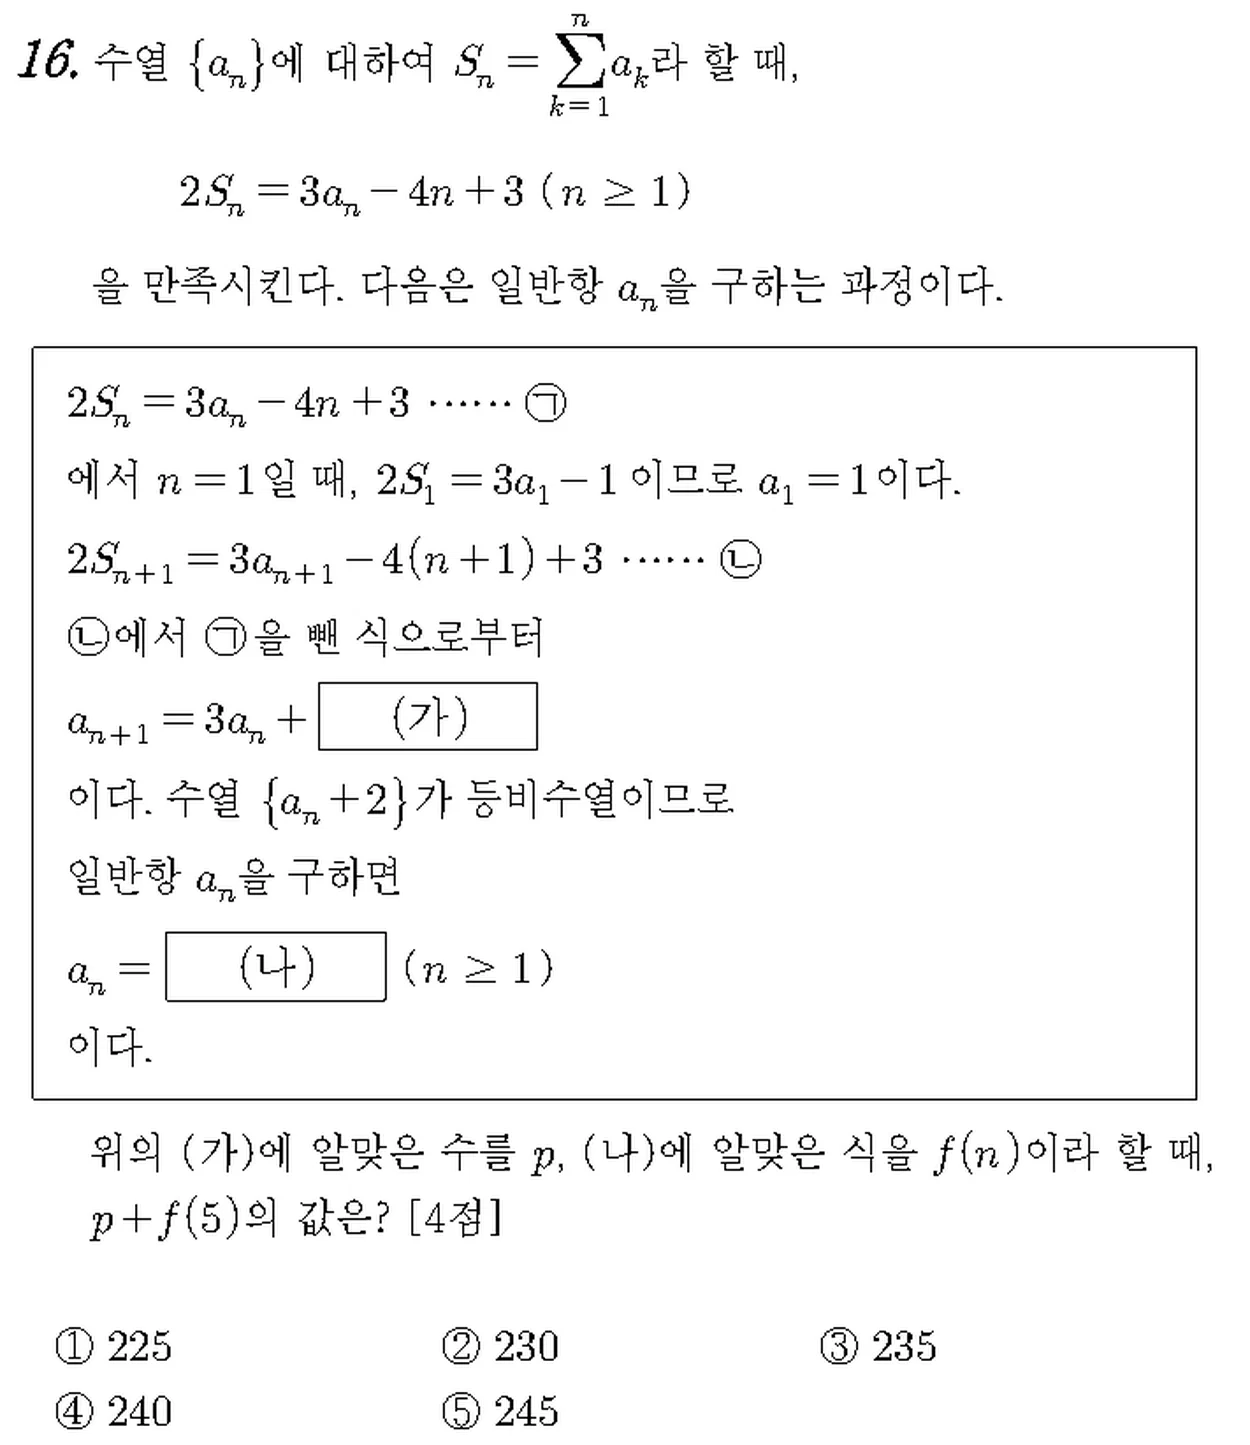 16. 수열 {aₙ}에 대하여 Sₙ = ∑ₖ₌₁ⁿ aₖ라 할 때,
2Sₙ = 3aₙ − 4n + 3 (n ≥ 1)
을 만족시킨다. 다음은 일반항 aₙ을 구하는 과정이다.
2Sₙ = 3aₙ − 4n + 3 ⋯⋯ ㉠
에서 n = 1일 때, 2S₁ = 3a₁ − 1 이므로 a₁ = 1이다.
2Sₙ₊₁ = 3aₙ₊₁ − 4(n + 1) + 3 ⋯⋯ ㉡
㉡에서 ㉠을 뺀 식으로부터
aₙ₊₁ = 3aₙ + (가)
이다. 수열 {aₙ + 2}가 등비수열이므로
일반항 aₙ을 구하면
aₙ = (나) (n ≥ 1)
이다.
위의 (가)에 알맞은 수를 p, (나)에 알맞은 식을 f(n)이라 할 때,
p + f(5)의 값은? [4점]
① 225 ② 230 ③ 235
④ 240 ⑤ 245